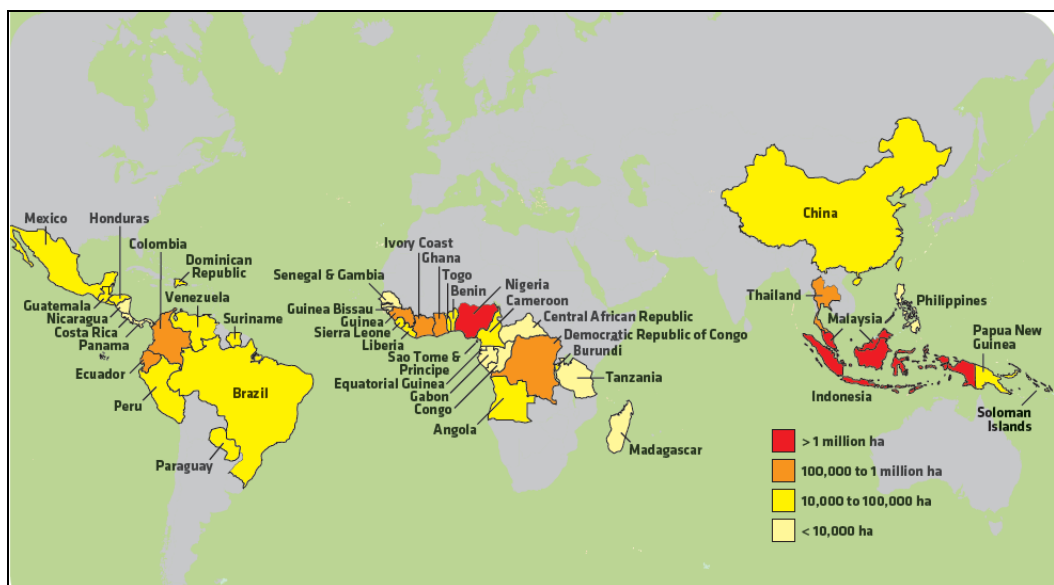 Mexico
Honduras
Colombia
Dominican
Republic
Guatemala
Venezuela
Nicaragua
Suriname
Costa Rica
Panama
Ecuador
Peru
Brazil
Paraguay
Ivory Coast
Ghana
Togo
Benin
Senegal & Gambia
Nigeria
Cameroon
Guinea Bissau
Guinea
Sierra Leone
Liberia
Central African Republic
Democratic Republic of Congo
Sao Tome &
Principe
Burundi
Equatorial Guinea
Gabon
Tanzania
Congo
Angola
Madagascar
China
Thailand
Philippines
Malaysia
Papua New
Guinea
Indonesia
Soloman
Islands
> 1 million ha
100,000 to 1 million ha
10,000 to 100,000 ha
< 10,000 ha